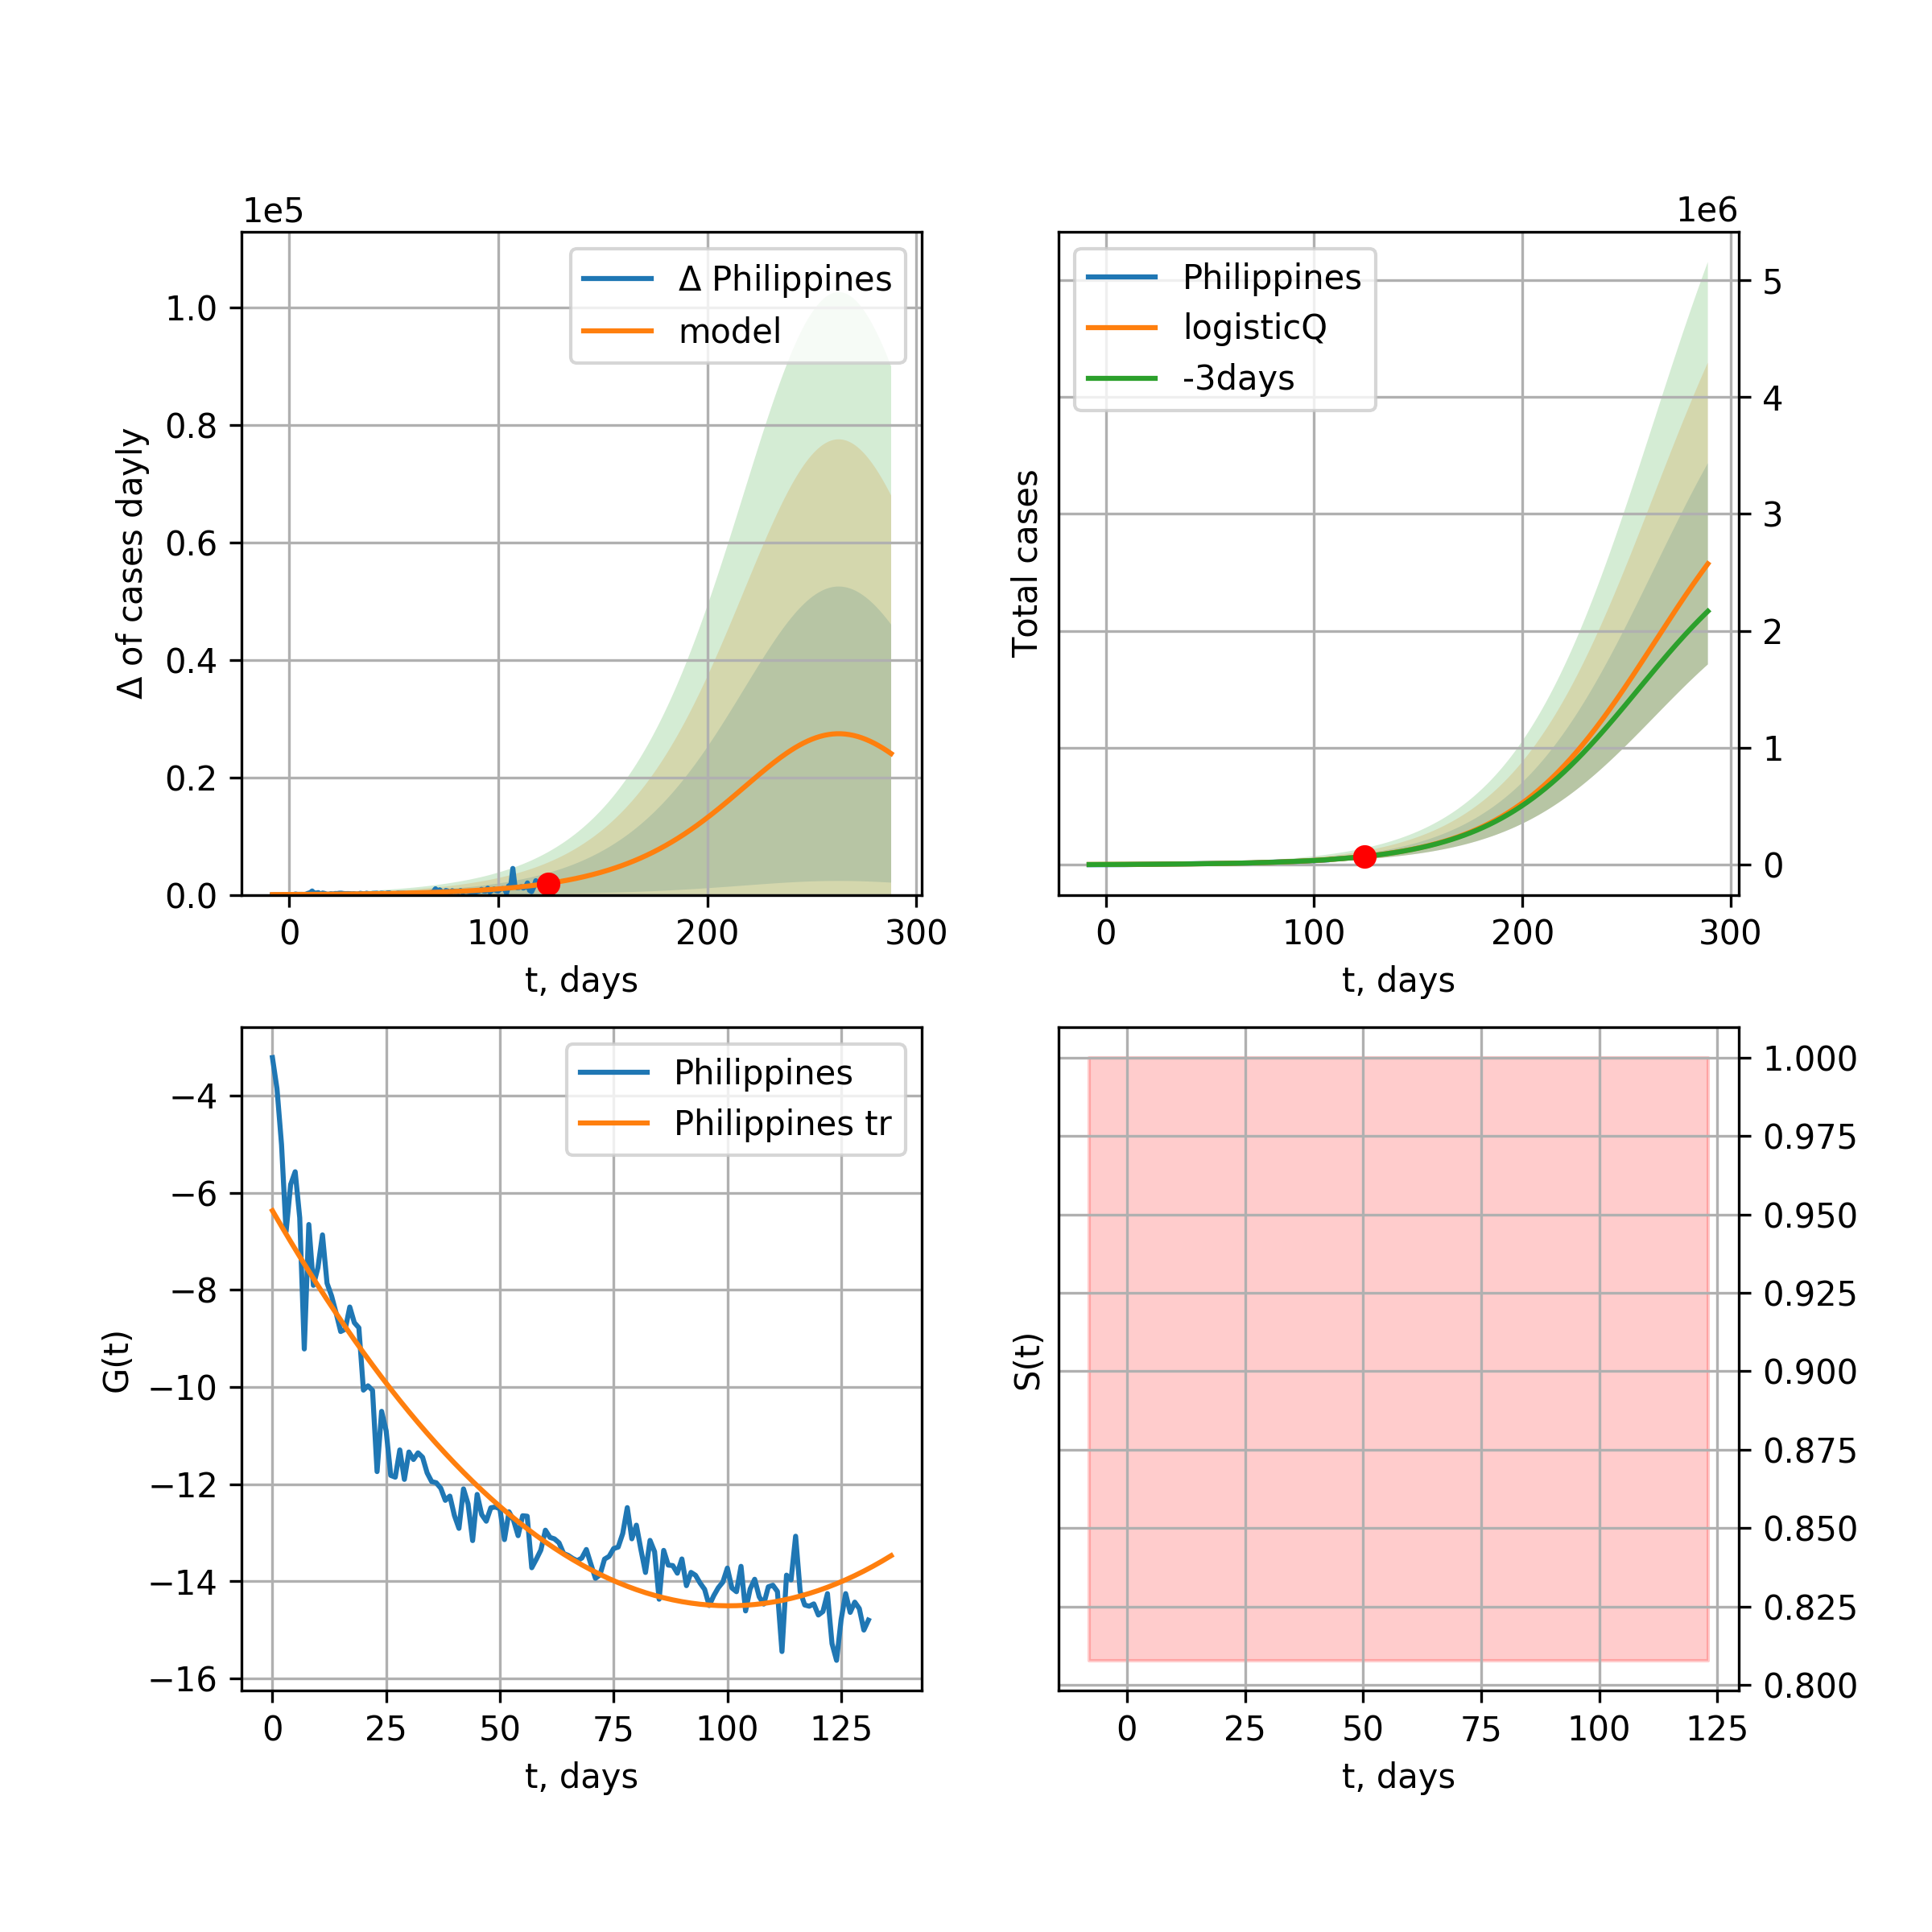 1e5
Δ of cases dayly
1.0
0.8
0.6
0.4
0.2
0.0
Δ Philippines
model
0 100 200 300
t, days
1e6
Total cases
Philippines
logisticQ
-3days
5
4
3
2
1
0
0 100 200 300
t, days
G(t)
−4
−6
−8
−10
−12
−14
−16
Philippines
Philippines tr
0 25 50 75 100 125
t, days
S(t)
1.000
0.975
0.950
0.925
0.900
0.875
0.850
0.825
0.800
0 25 50 75 100 125
t, days